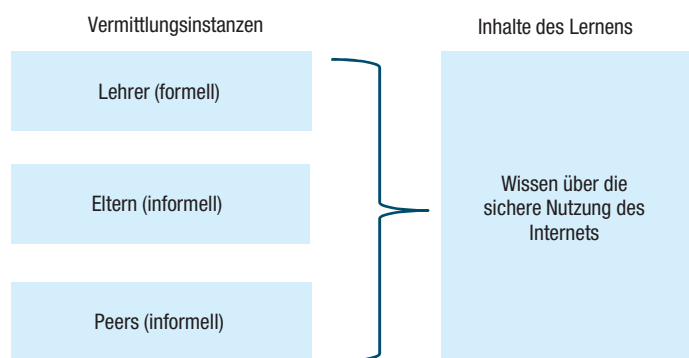 Vermittlungsinstanzen
Inhalte des Lernens
Lehrer (formell)
Eltern (informell)
Peers (informell)
Wissen über die
sichere Nutzung des
Internets